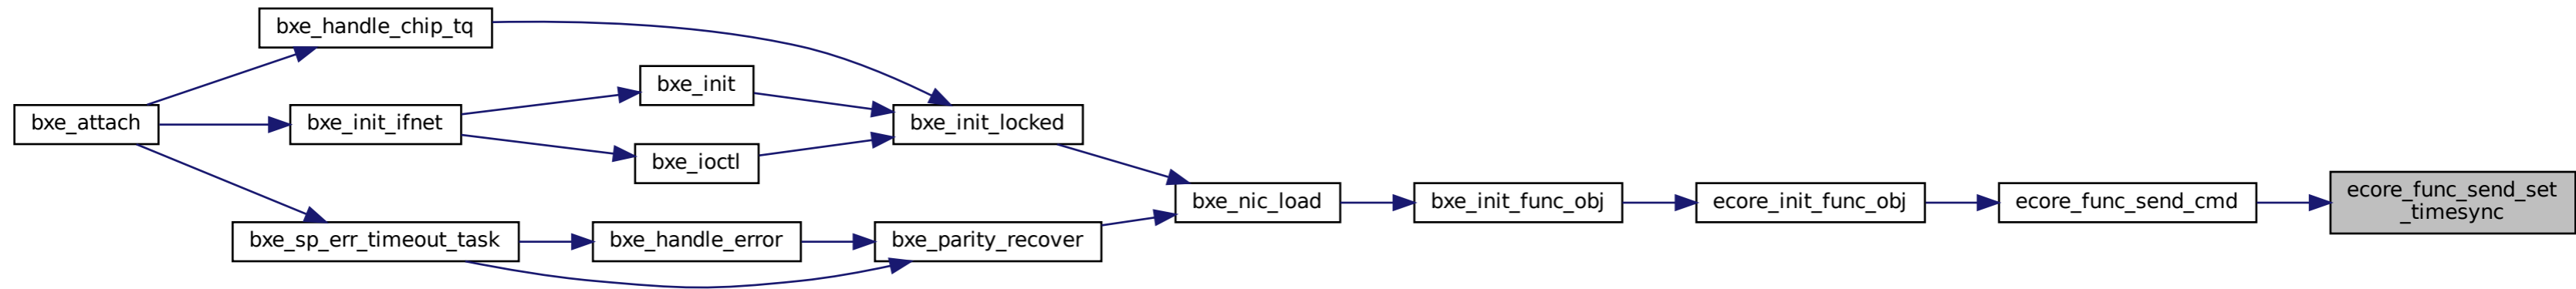 bxe_handle_chip_tq
bxe_init
bxe_attach
bxe_init_ifnet
bxe_init_locked
bxe_ioctl
bxe_nic_load
bxe_init_func_obj
ecore_init_func_obj
ecore_func_send_cmd
ecore_func_send_set
_timesync
bxe_sp_err_timeout_task
bxe_handle_error
bxe_parity_recover